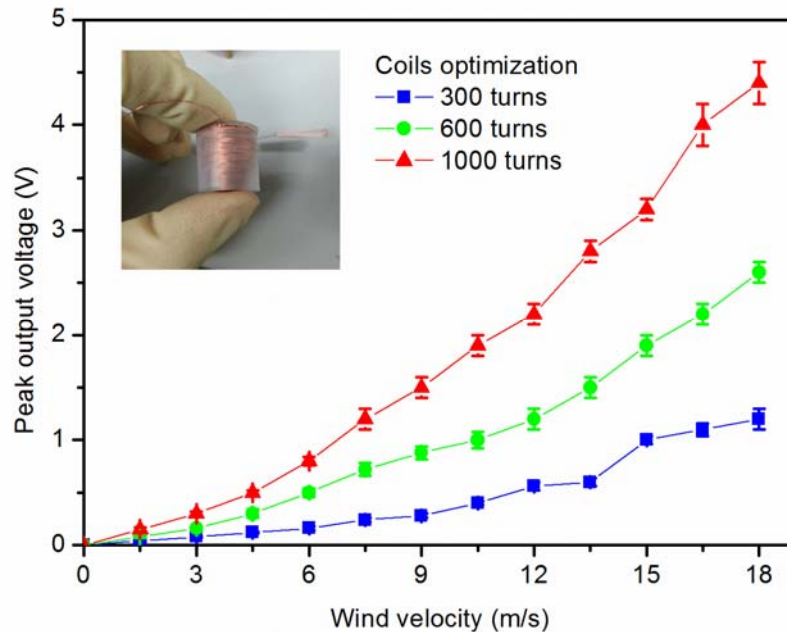 5
4
3
2
1
0
Peak output voltage (V)
Coils optimization
300 turns
600 turns
1000 turns
0 3 6 9 12 15 18
Wind velocity (m/s)